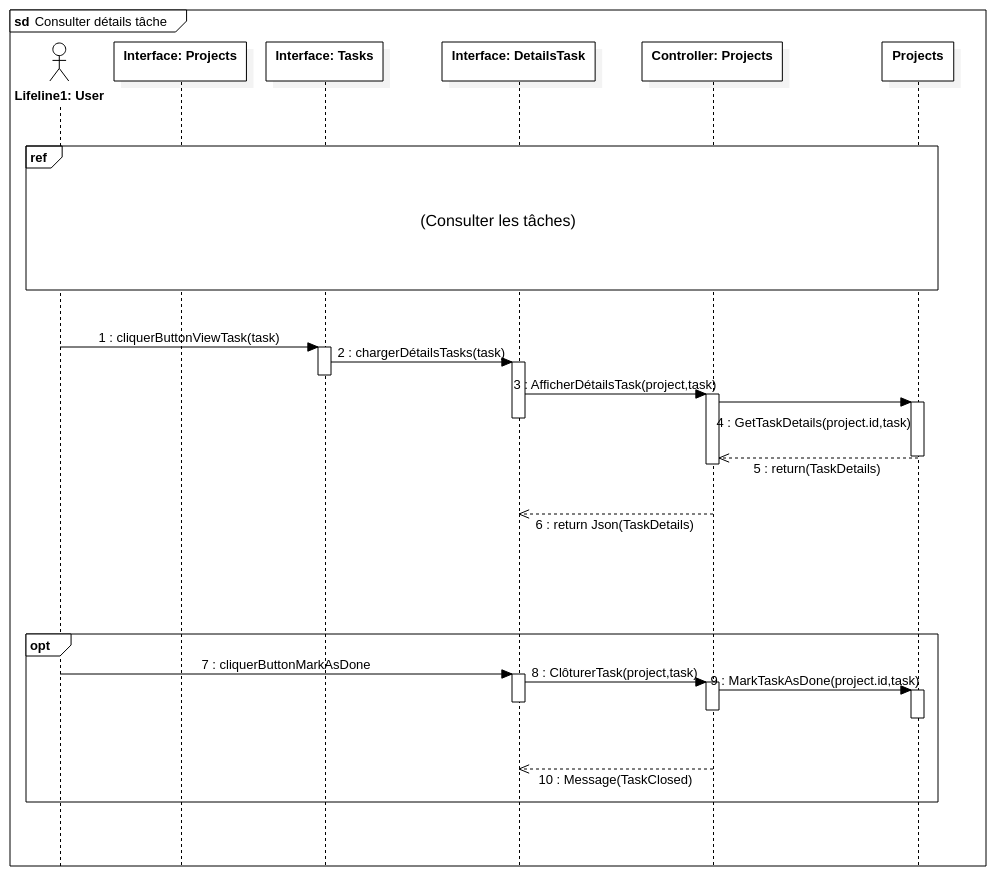 sd Consulter détails tâche
Lifeline1: User
Interface: Projects
Interface: Tasks
Interface: DetailsTask
Controller: Projects
Projects
ref
(Consulter les tâches)
1 : cliquerButtonViewTask(task)
2 : chargerDétailsTasks(task)
3 : AfficherDétailsTask(project,task)
4 : GetTaskDetails(project.id,task)
5 : return(TaskDetails)
6 : return Json(TaskDetails)
opt
7 : cliquerButtonMarkAsDone
8 : ClôturerTask(project,task)
9 : MarkTaskAsDone(project.id,task)
10 : Message(TaskClosed)